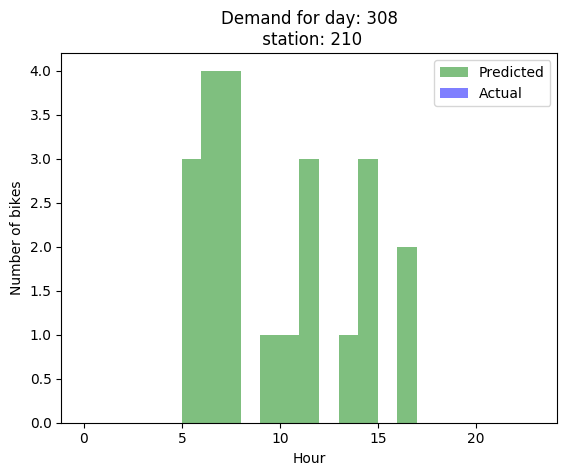 Demand for day: 308
station: 210
Predicted
Actual
Number of bikes
4.0
3.5
3.0
2.5
2.0
1.5
1.0
0.5
0.0
0 5 10 15 20
Hour